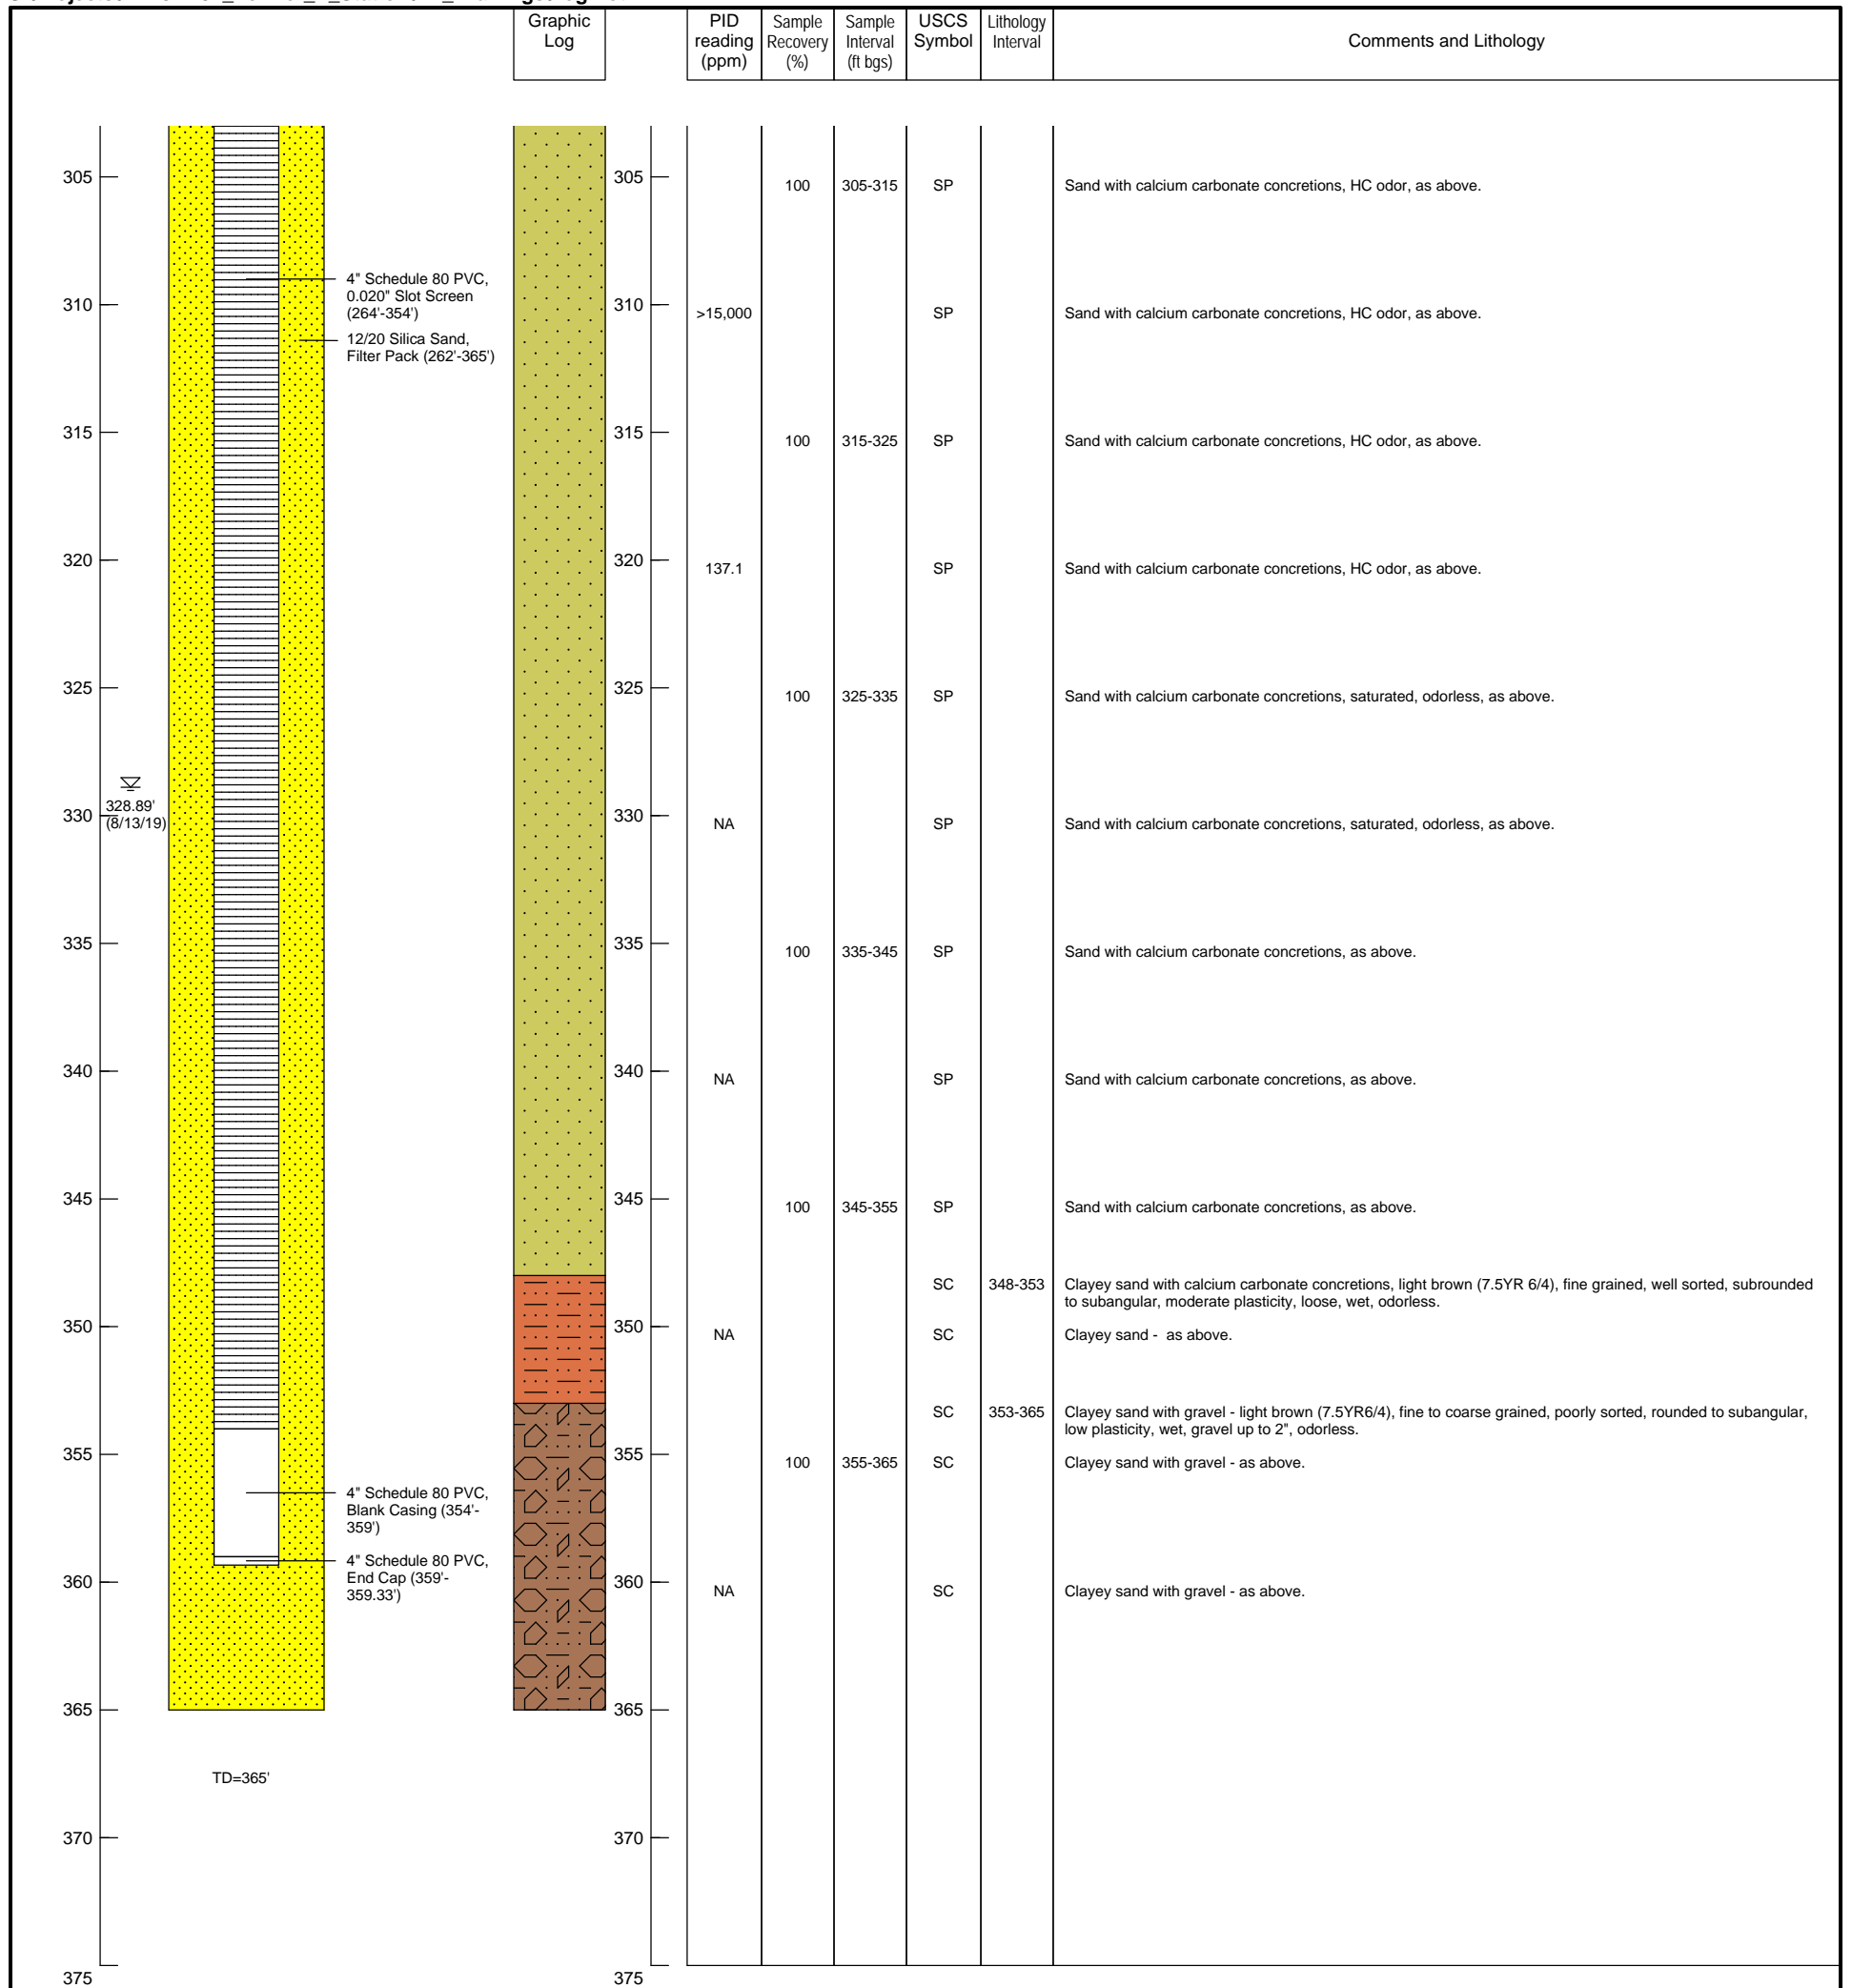 Graphic
Log
PID
reading
(ppm)
Sample
Recovery
(%)
Sample
Interval
(ft bgs)
USCS
Symbol
Lithology
Interval
Comments and Lithology
305
305
100 305-315 SP Sand with calcium carbonate concretions, HC odor, as above.
4" Schedule 80 PVC,
0.020" Slot Screen
(264'-354')
310
310
>15,000 SP Sand with calcium carbonate concretions, HC odor, as above.
12/20 Silica Sand,
Filter Pack (262'-365')
315
315
100 315-325 SP Sand with calcium carbonate concretions, HC odor, as above.
320
320
137.1 SP Sand with calcium carbonate concretions, HC odor, as above.
325
325
100 325-335 SP Sand with calcium carbonate concretions, saturated, odorless, as above.
328.89'
(8/13/19)
330
330
NA SP Sand with calcium carbonate concretions, saturated, odorless, as above.
335
335
100 335-345 SP Sand with calcium carbonate concretions, as above.
340
340
NA SP Sand with calcium carbonate concretions, as above.
345
345
100 345-355 SP Sand with calcium carbonate concretions, as above.
SC 348-353 Clayey sand with calcium carbonate concretions, light brown (7.5YR 6/4), fine grained, well sorted, subrounded
to subangular, moderate plasticity, loose, wet, odorless.
350
350
NA SC Clayey sand - as above.
SC 353-365 Clayey sand with gravel - light brown (7.5YR6/4), fine to coarse grained, poorly sorted, rounded to subangular,
low plasticity, wet, gravel up to 2", odorless.
355
355
100 355-365 SC Clayey sand with gravel - as above.
4" Schedule 80 PVC,
Blank Casing (354'-
359')
4" Schedule 80 PVC,
End Cap (359'-
359.33')
360
360
NA SC Clayey sand with gravel - as above.
365
365
TD=365'
370
370
375
375